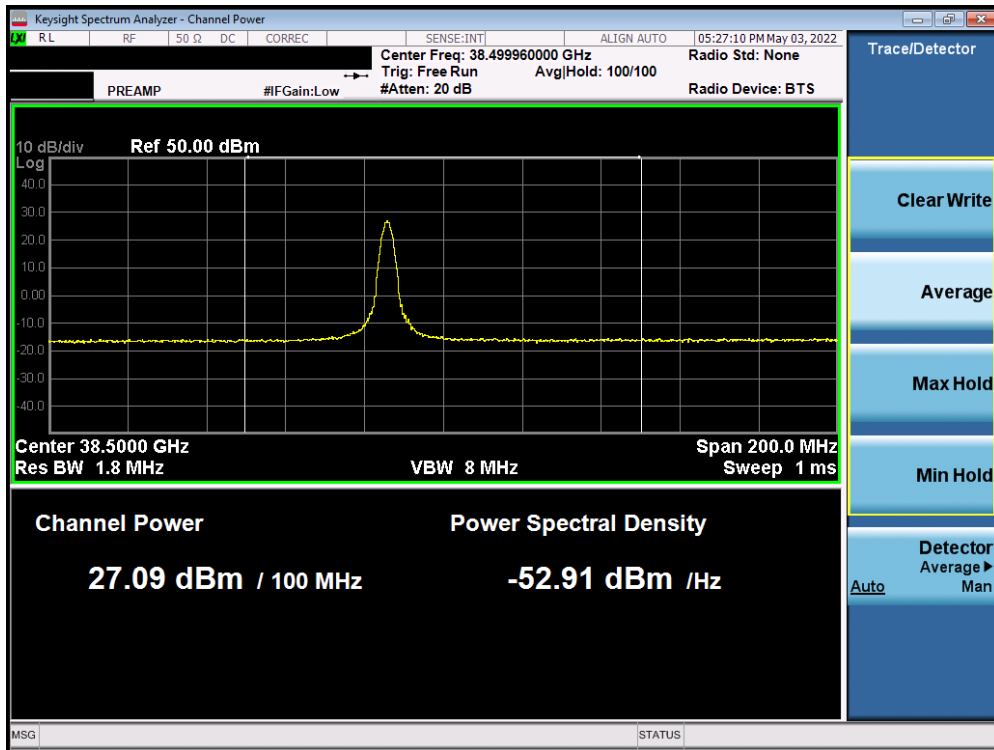 Keysight Spectrum Analyzer - Channel Power
LXI RL RF 50 Ω DC CORREC SENSE:INT ALIGN AUTO 05:27:10 PM May 03, 2022
Center Freq: 38.499960000 GHz Radio Std: None
Trig: Free Run Avg|Hold: 100/100
PREAMP #IFGain:Low #Atten: 20 dB Radio Device: BTS
10 dB/div Ref 50.00 dBm
Log
40.0
30.0
20.0
10.0
0.00
-10.0
-20.0
-30.0
-40.0
Center 38.5000 GHz Span 200.0 MHz
Res BW 1.8 MHz VBW 8 MHz Sweep 1 ms
Channel Power Power Spectral Density
27.09 dBm / 100 MHz -52.91 dBm /Hz
Trace/Detector
Clear Write
Average
Max Hold
Min Hold
Detector
Average▶
Auto Man
MSG STATUS